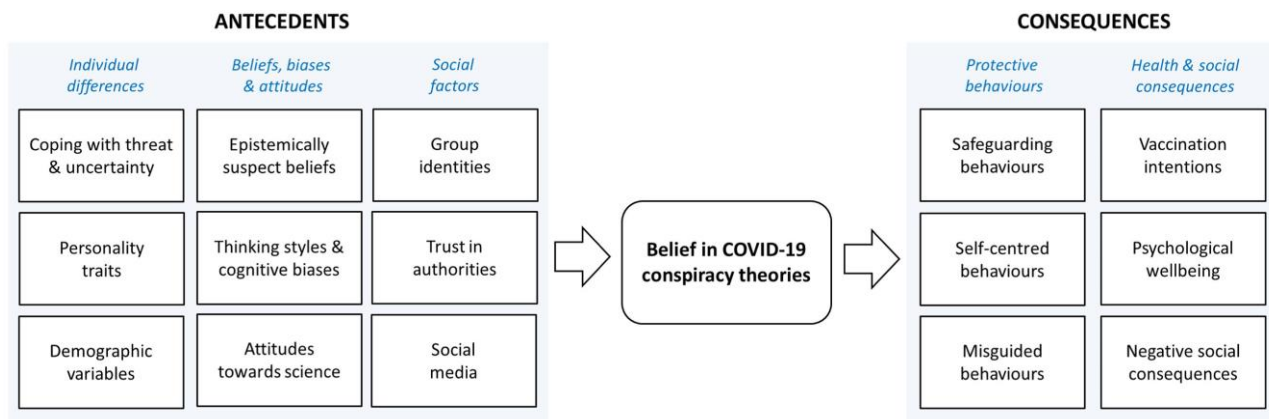 ANTECEDENTS
Individual
differences
Beliefs, biases
& attitudes
Social
factors
Coping with threat
& uncertainty
Epistemically
suspect beliefs
Group
identities
Personality
traits
Thinking styles &
cognitive biases
Trust in
authorities
Demographic
variables
Attitudes
towards science
Social
media
Belief in COVID-19
conspiracy theories
CONSEQUENCES
Protective
behaviours
Health & social
consequences
Safeguarding
behaviours
Vaccination
intentions
Self-centred
behaviours
Psychological
wellbeing
Misguided
behaviours
Negative social
consequences